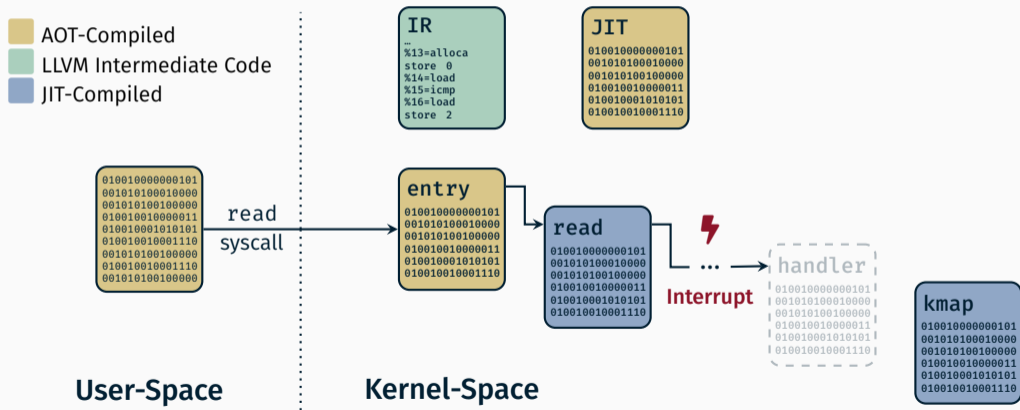 AOT-Compiled
LLVM Intermediate Code
JIT-Compiled
IR
…
%13=alloca
store 0
%14=load
%15=icmp
%16=load
store 2
JIT
010010000000101
001010100010000
001010100100000
010010010000011
010010001010101
010010010001110
010010000000101
001010100010000
001010100100000
010010010000011
010010001010101
010010010001110
001010100100000
010010010001110
001010100100000
read
syscall
entry
010010000000101
001010100010000
001010100100000
010010010000011
010010001010101
010010010001110
read
010010000000101
001010100010000
001010100100000
010010010000011
010010001010101
010010010001110
...
Interrupt
handler
010010000000101
001010100010000
001010100100000
010010010000011
010010001010101
010010010001110
kmap
010010000000101
001010100010000
001010100100000
010010010000011
010010001010101
010010010001110
User-Space
Kernel-Space